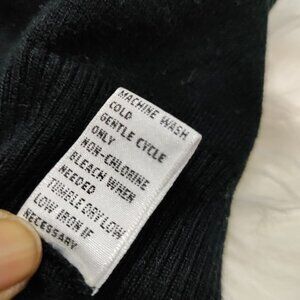 MACHINE WASH
COLD
GENTLE CYCLE
ONLY
NON-CHLORINE
BLEACH WHEN
NEEDED
TUMBLE DRY LOW
LOW IRON IF
NECESSARY